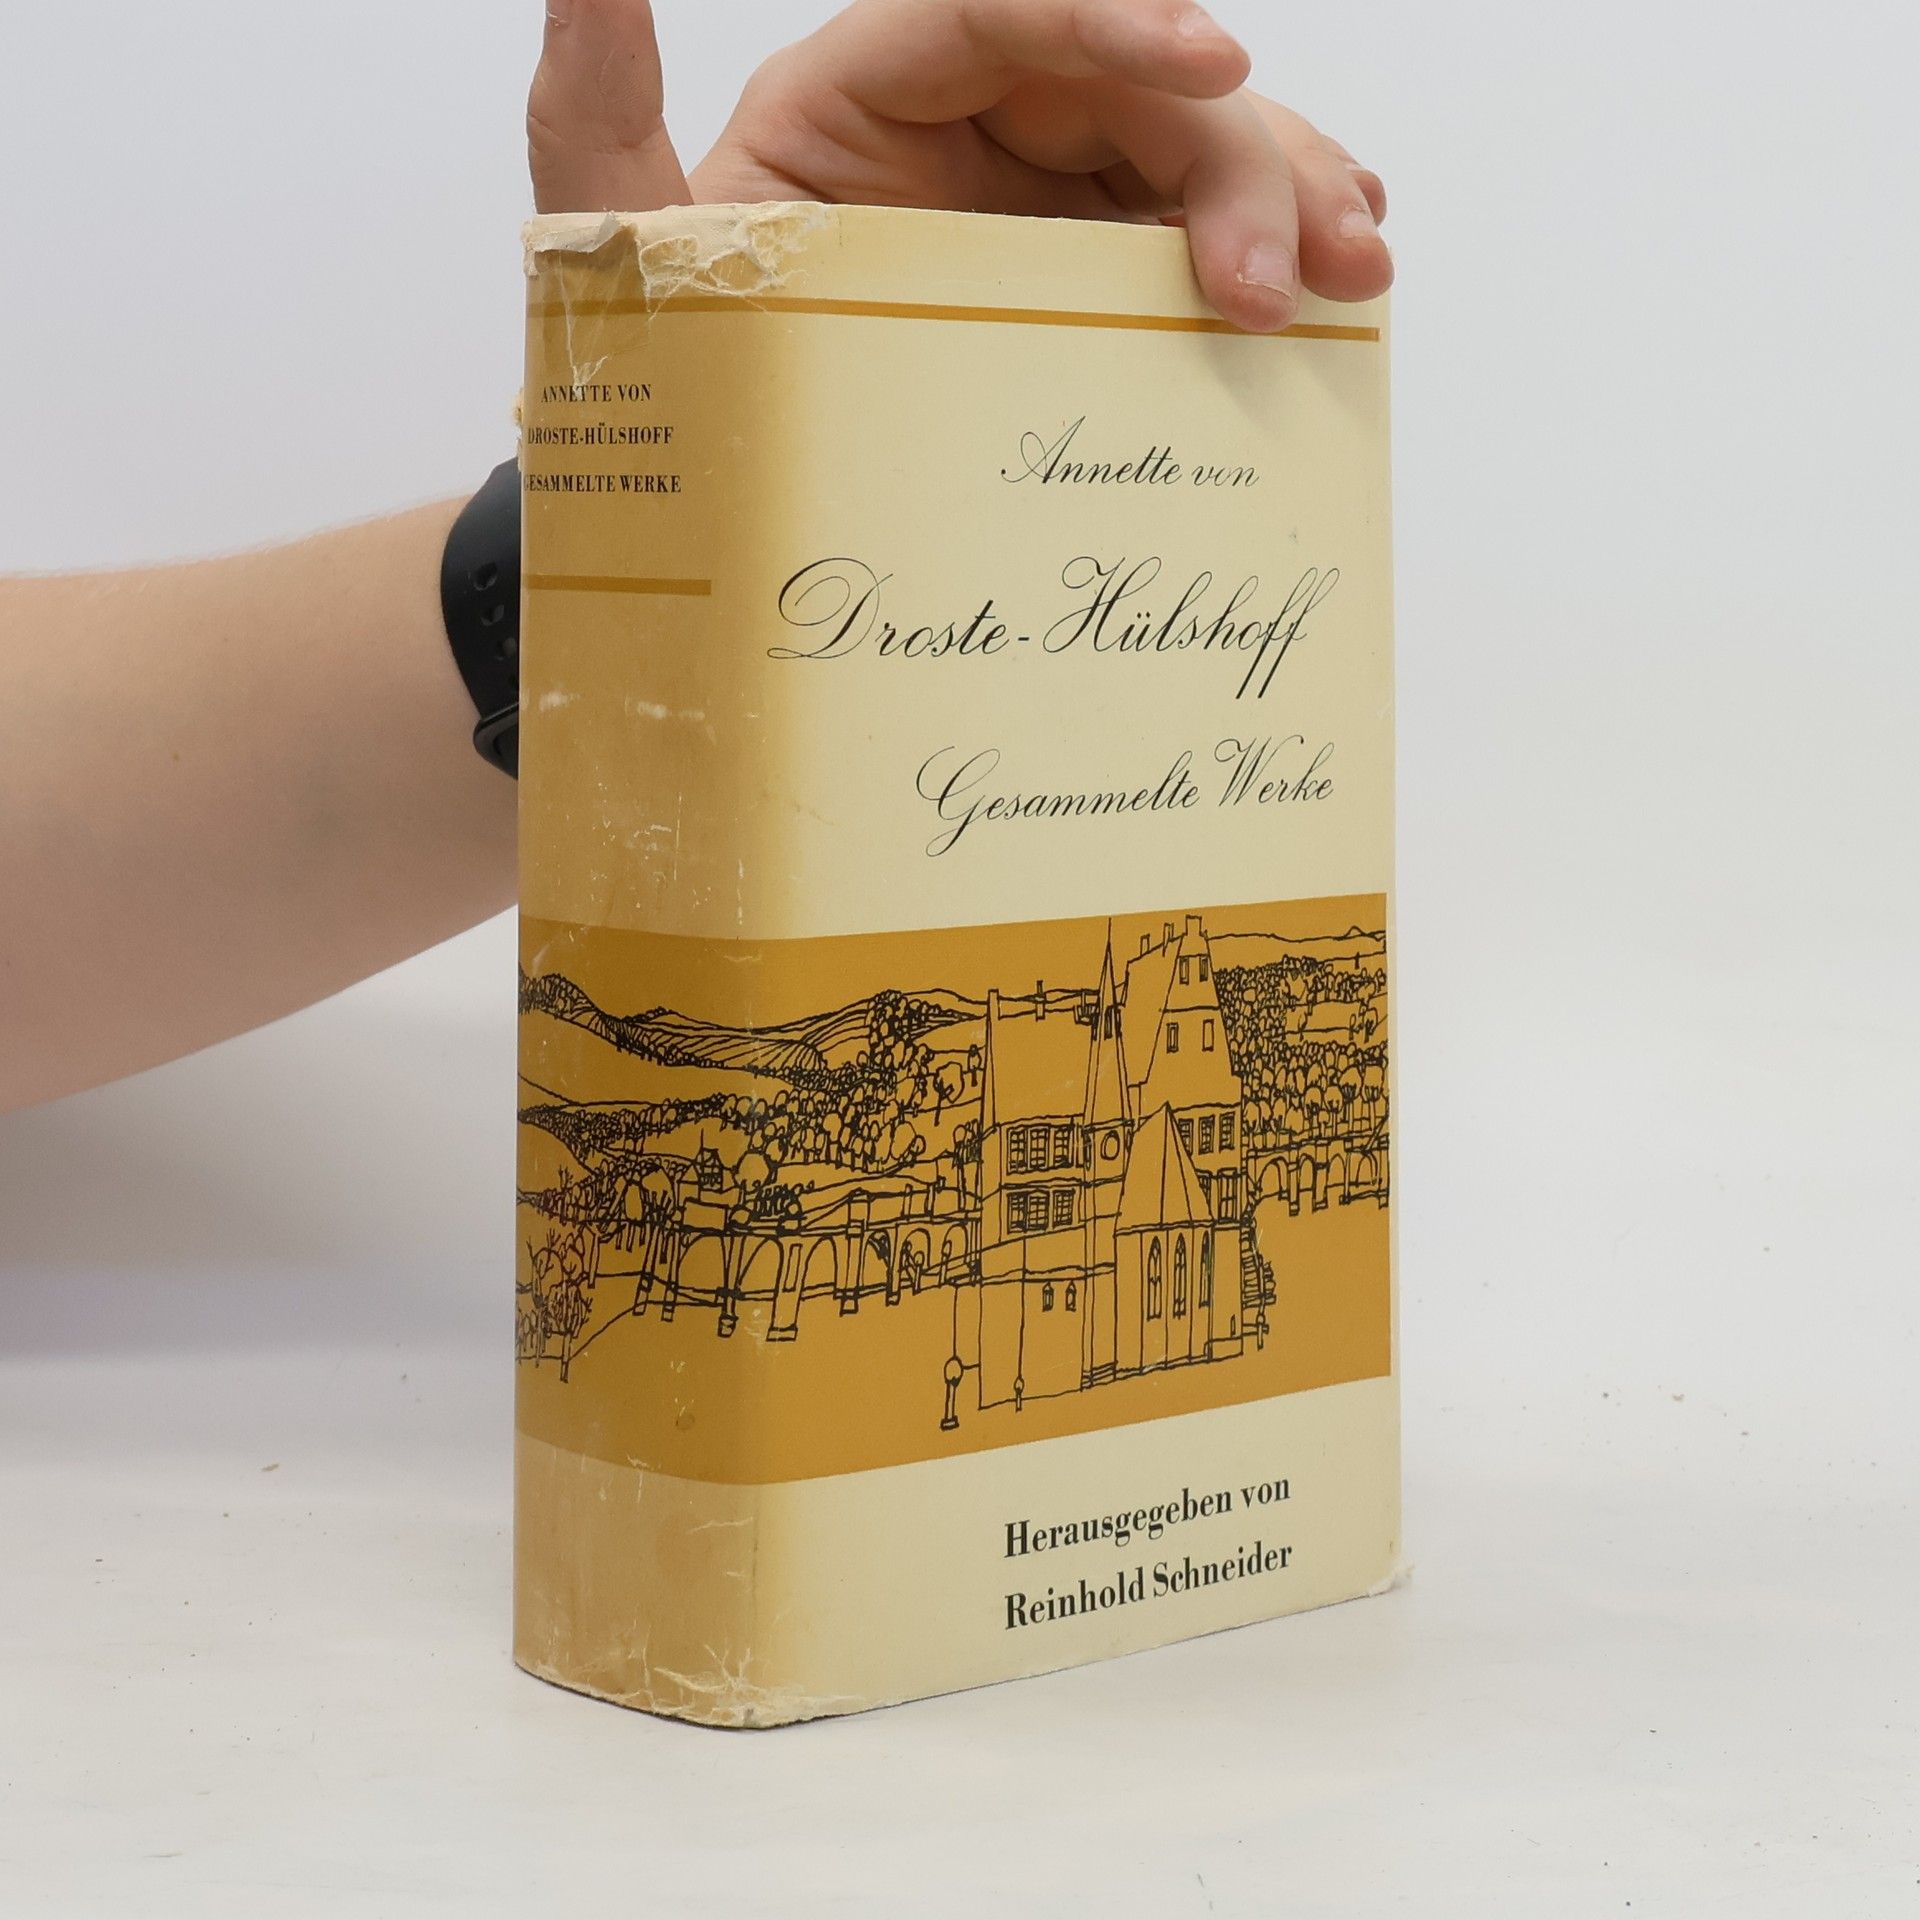 ANNETTE VON
DROSTE-HÜLSHOFF
GESAMMELTE WERKE
Annette von
Droste-Hülshoff
Gesammelte Werke
Herausgegeben von
Reinhold Schneider